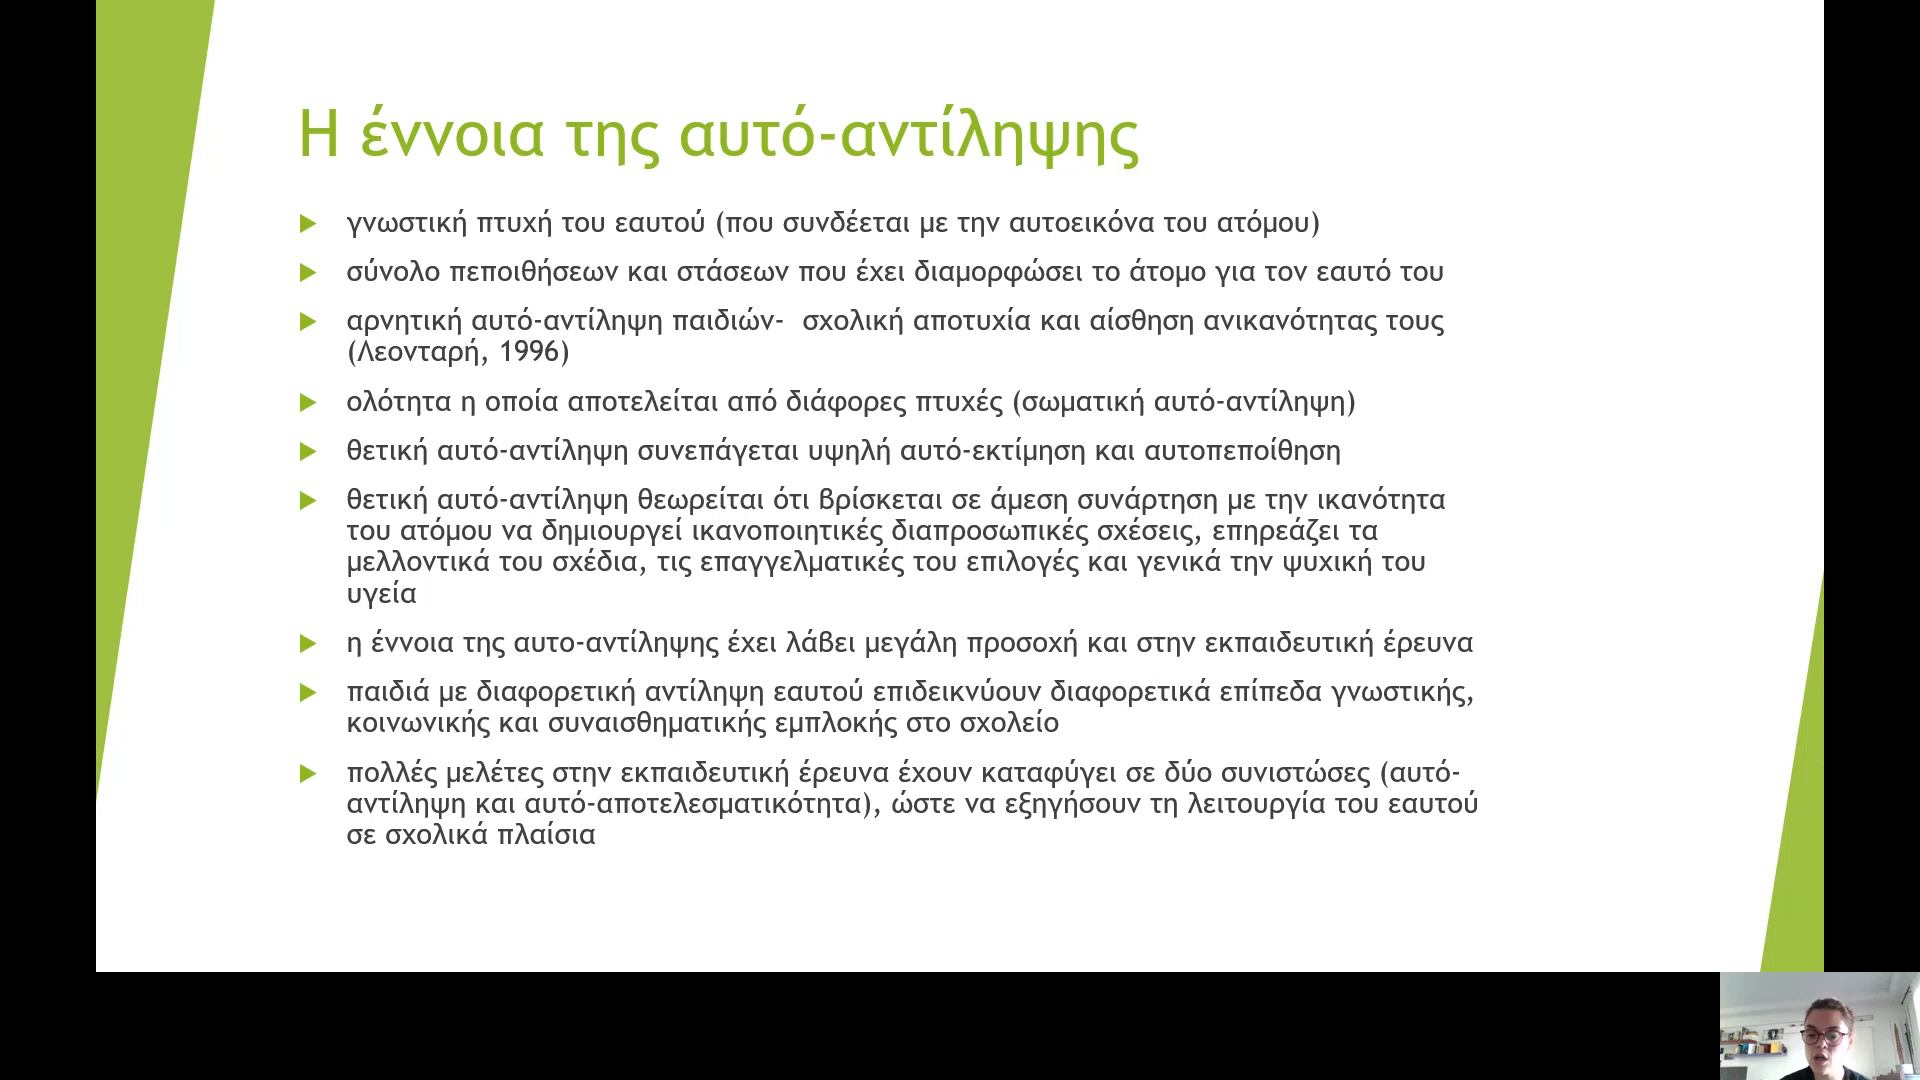 Η έννοια της αυτό-αντίληψης
γνωστική πτυχή του εαυτού (που συνδέεται με την αυτοεικόνα του ατόμου)
σύνολο πεποιθήσεων και στάσεων που έχει διαμορφώσει το άτομο για τον εαυτό του
αρνητική αυτό-αντίληψη παιδιών-  σχολική αποτυχία και αίσθηση ανικανότητας τους
(Λεονταρή, 1996)
ολότητα η οποία αποτελείται από διάφορες πτυχές (σωματική αυτό-αντίληψη)
θετική αυτό-αντίληψη συνεπάγεται υψηλή αυτό-εκτίμηση και αυτοπεποίθηση
θετική αυτό-αντίληψη θεωρείται ότι βρίσκεται σε άμεση συνάρτηση με την ικανότητα
του ατόμου να δημιουργεί ικανοποιητικές διαπροσωπικές σχέσεις, επηρεάζει τα
μελλοντικά του σχέδια, τις επαγγελματικές του επιλογές και γενικά την ψυχική του
υγεία
η έννοια της αυτο-αντίληψης έχει λάβει μεγάλη προσοχή και στην εκπαιδευτική έρευνα
παιδιά με διαφορετική αντίληψη εαυτού επιδεικνύουν διαφορετικά επίπεδα γνωστικής,
κοινωνικής και συναισθηματικής εμπλοκής στο σχολείο
πολλές μελέτες στην εκπαιδευτική έρευνα έχουν καταφύγει σε δύο συνιστώσες (αυτό-
αντίληψη και αυτό-αποτελεσματικότητα), ώστε να εξηγήσουν τη λειτουργία του εαυτού
σε σχολικά πλαίσια